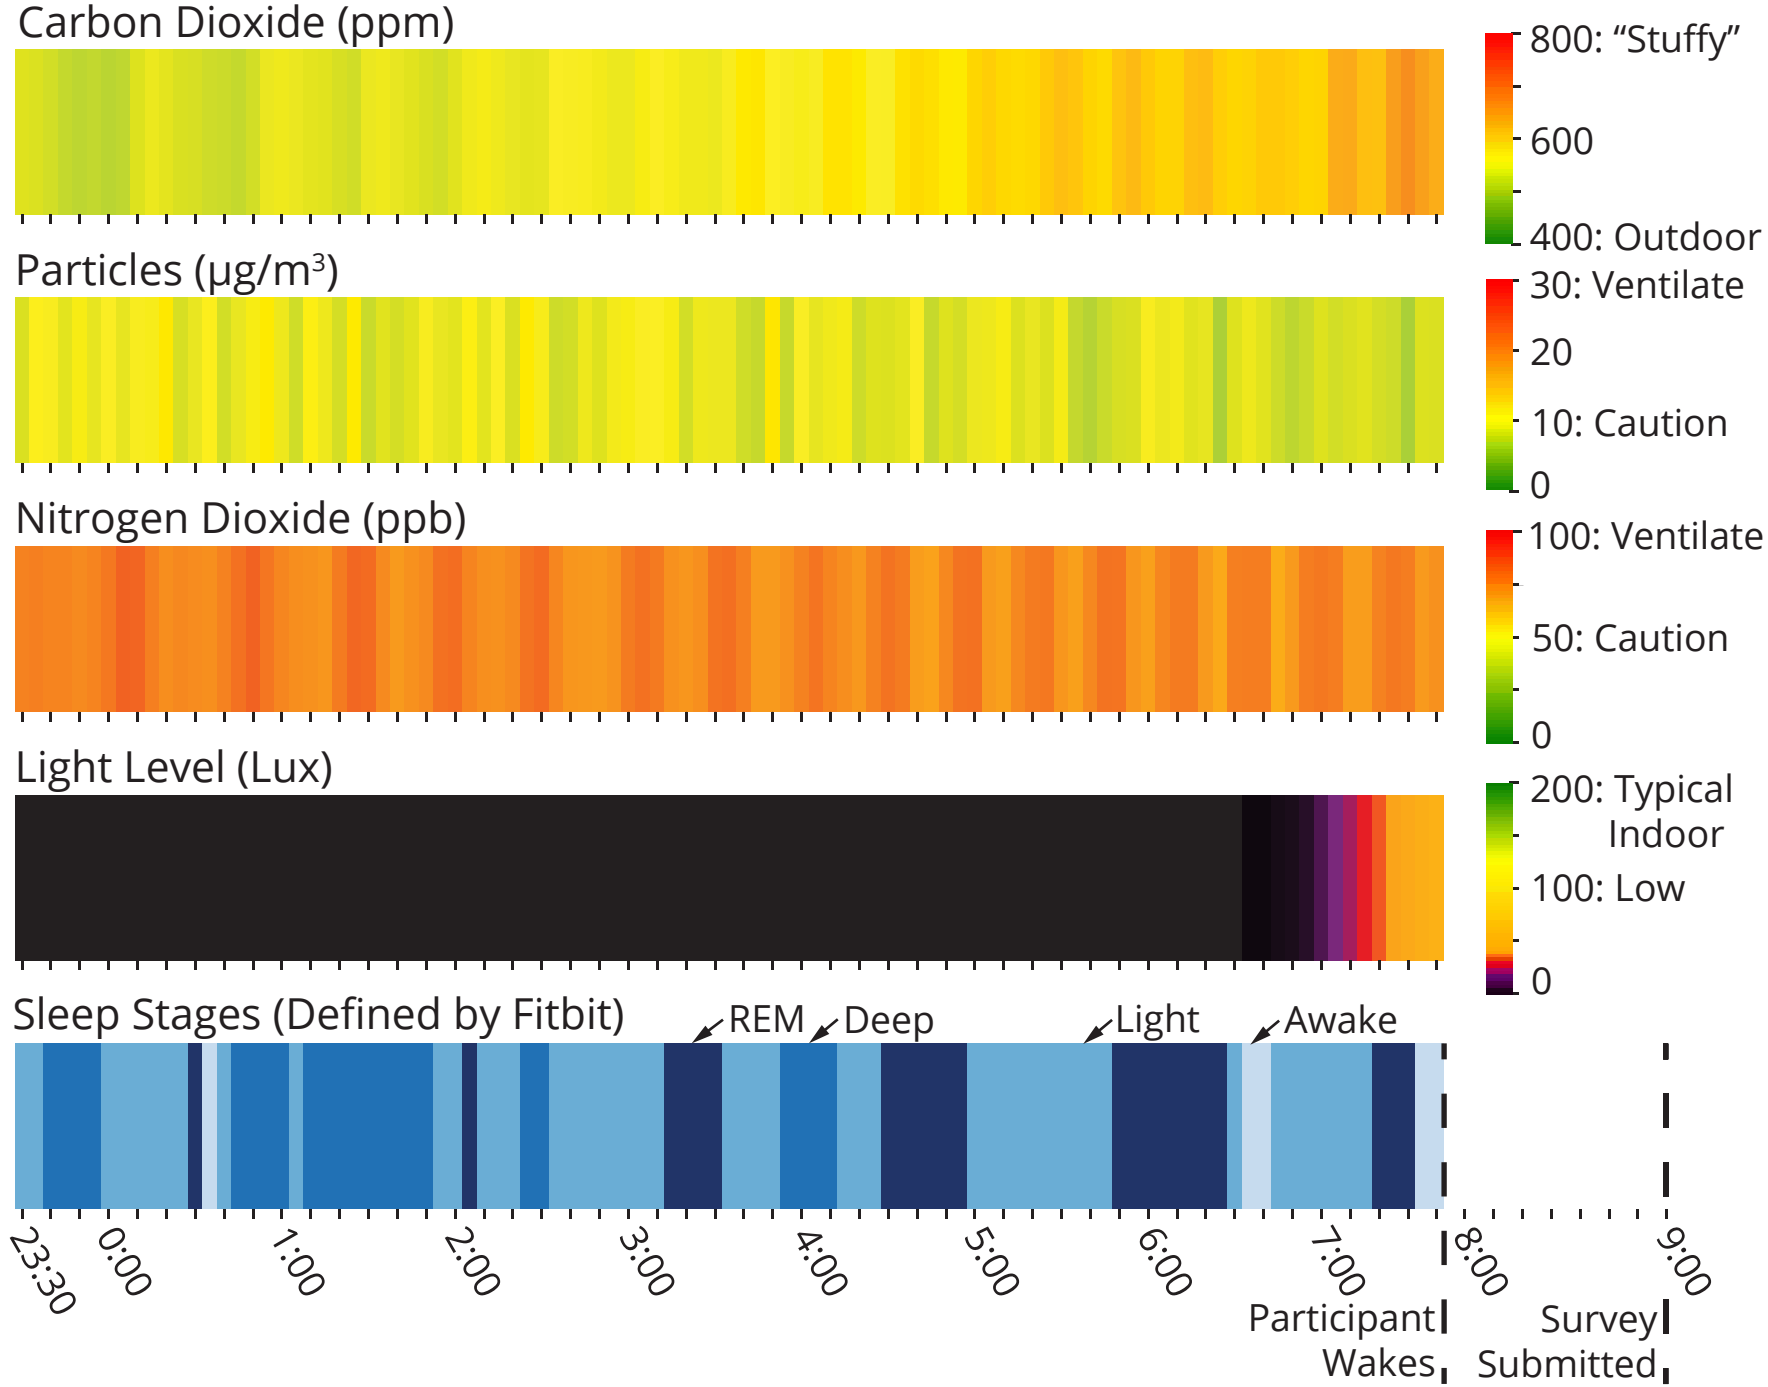 Carbon Dioxide (ppm)
800: “Stuffy”
600
400: Outdoor
Particles (µg/m³)
30: Ventilate
20
10: Caution
0
Nitrogen Dioxide (ppb)
100: Ventilate
50: Caution
0
Light Level (Lux)
200: Typical
Indoor
100: Low
0
Sleep Stages (Defined by Fitbit)
REM
Deep
Light
Awake
23:30
0:00
1:00
2:00
3:00
4:00
5:00
6:00
7:00
8:00
9:00
Participant
Wakes
Survey
Submitted